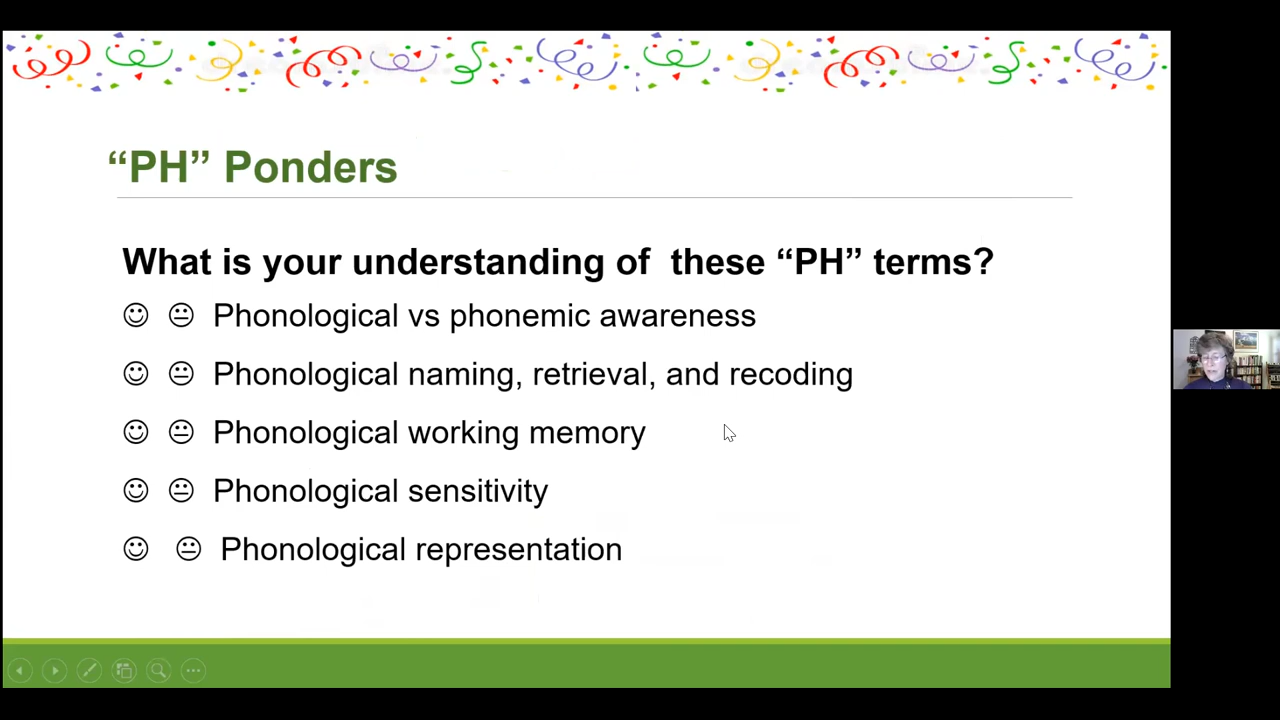 “PH” Ponders
What is your understanding of  these “PH” terms?
☺ 😐 Phonological vs phonemic awareness
☺ 😐 Phonological naming, retrieval, and recoding
☺ 😐 Phonological working memory
☺ 😐 Phonological sensitivity
☺ 😐 Phonological representation